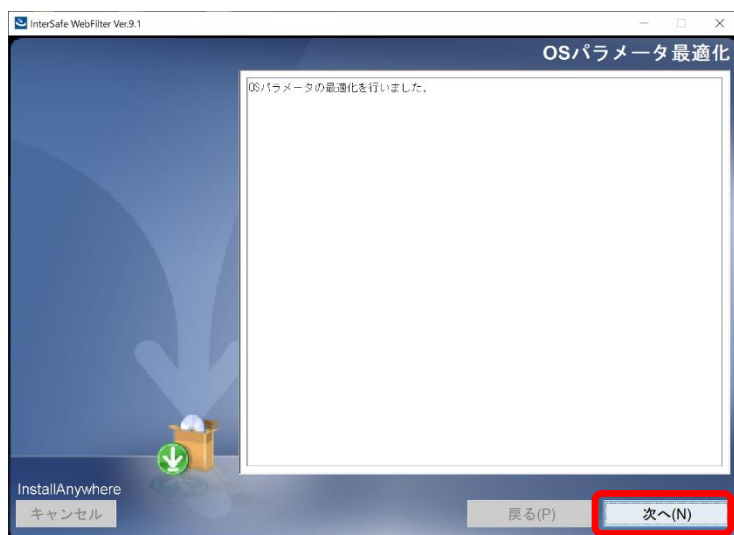 InterSafe WebFilter Ver.9.1
OSパラメータ最適化
OSパラメータの最適化を行いました。
InstallAnywhere
キャンセル
戻る(P)
次へ(N)